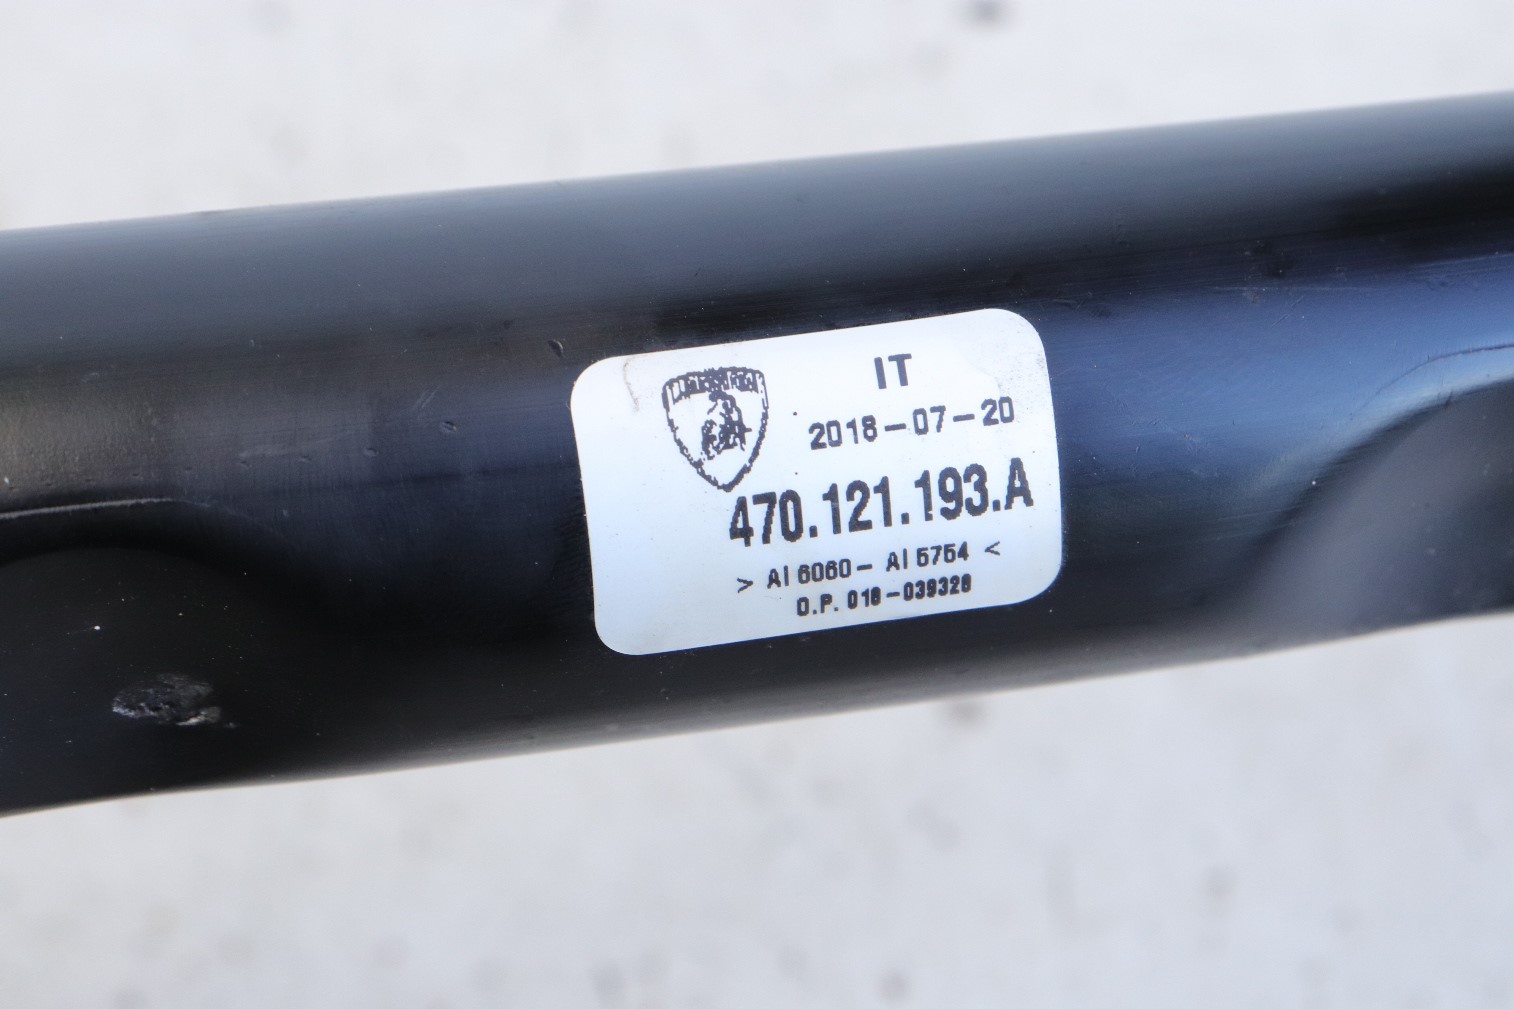 IT
2018-07-20
470.121.193.A
> Al 6060- Al 5754 <
O.P. 018-039328